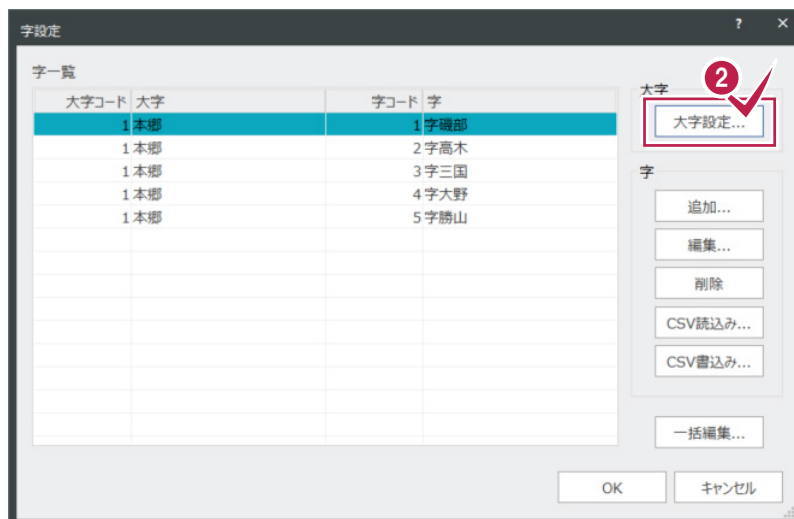 字設定
字一覧
大字コード 大字 字コード 字
1 本郷 1 字磯部
1 本郷 2 字高木
1 本郷 3 字三国
1 本郷 4 字大野
1 本郷 5 字勝山
大字
2
大字設定...
字
追加...
編集...
削除
CSV読込み...
CSV書込み...
一括編集...
OK キャンセル